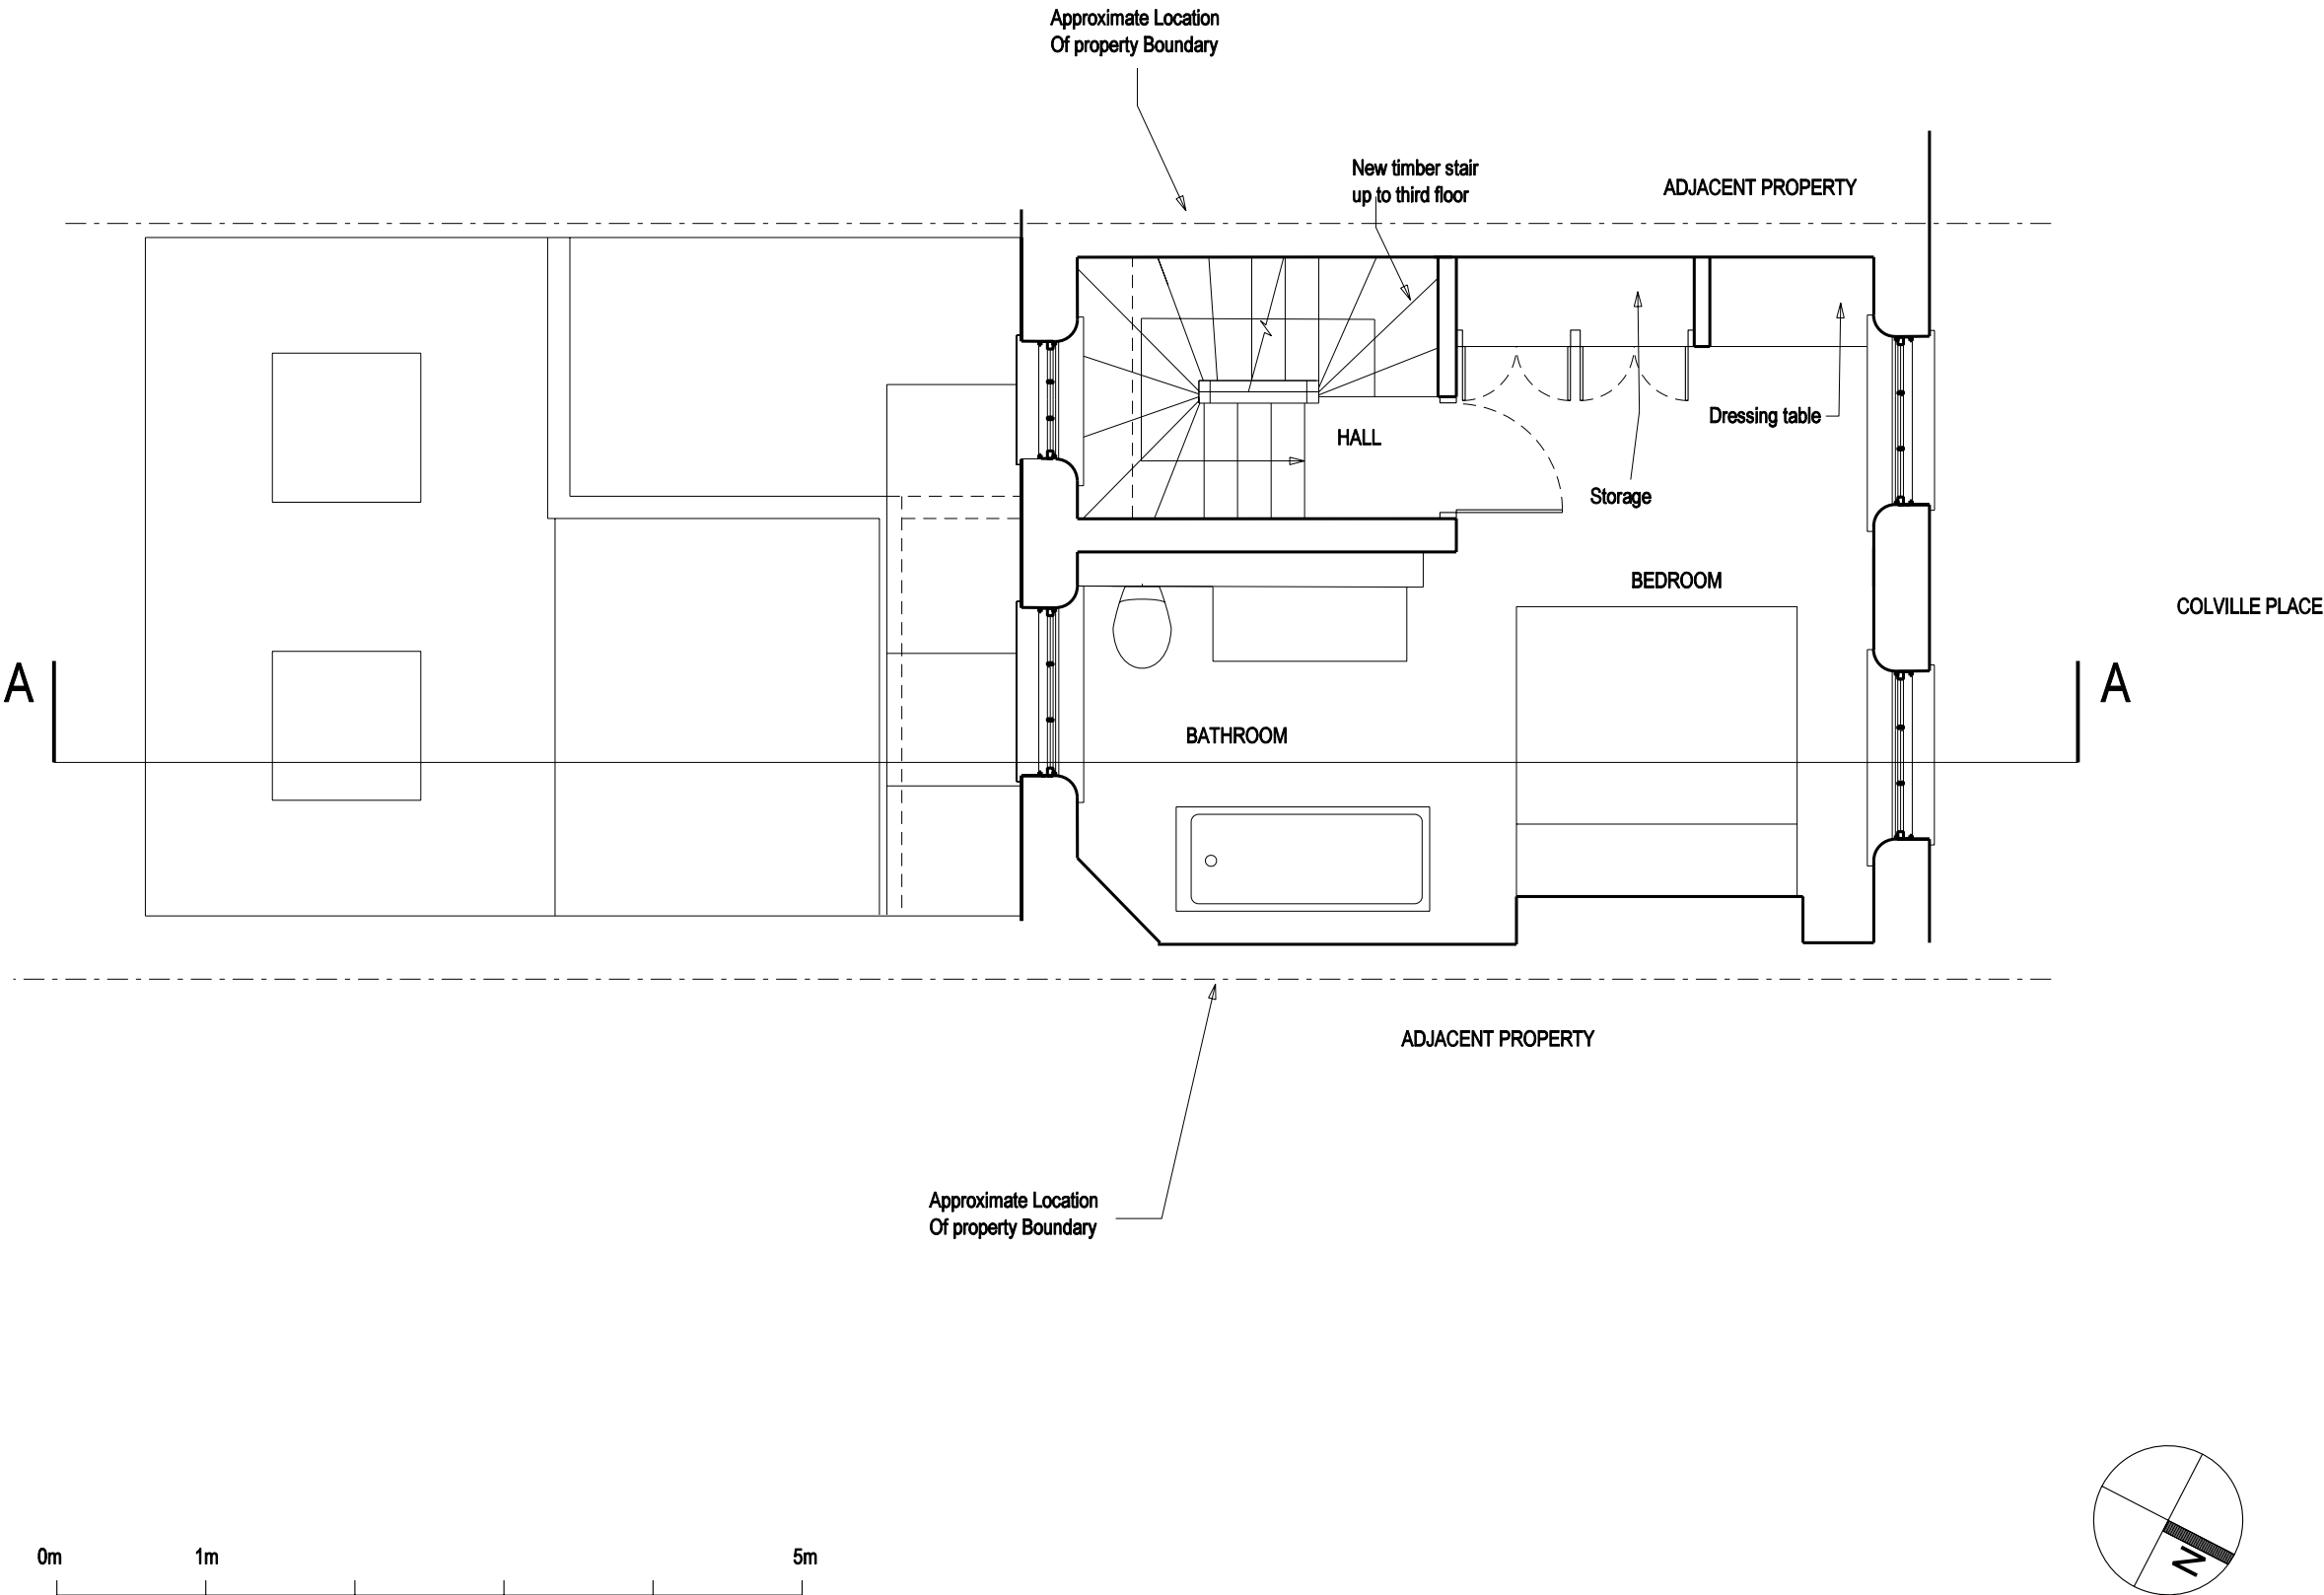 Approximate Location
Of property Boundary
New timber stair
up to third floor
ADJACENT PROPERTY
Dressing table
HALL
Storage
BEDROOM
COLVILLE PLACE
A
A
BATHROOM
ADJACENT PROPERTY
Approximate Location
Of property Boundary
N
0m 1m 5m